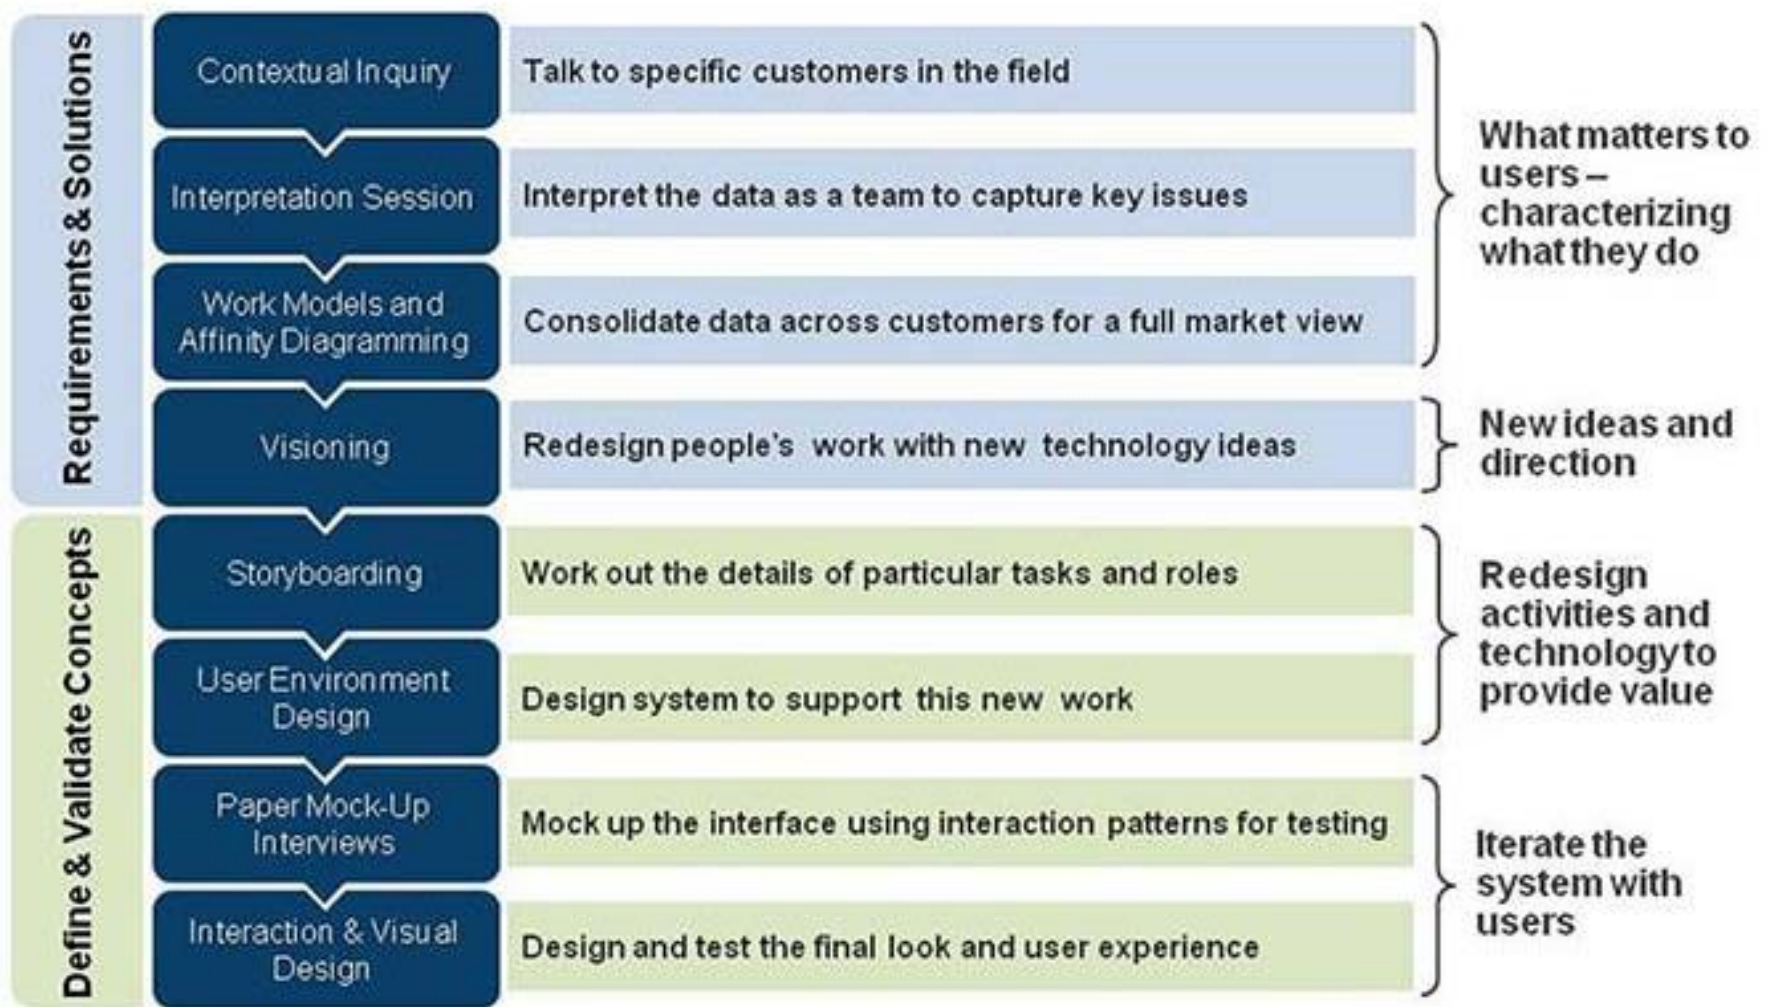 Requirements & Solutions
Contextual Inquiry
Talk to specific customers in the field
Interpretation Session
Interpret the data as a team to capture key issues
Work Models and
Affinity Diagramming
Consolidate data across customers for a full market view
What matters to
users –
characterizing
what they do
Visioning
Redesign people's work with new technology ideas
New ideas and
direction
Define & Validate Concepts
Storyboarding
Work out the details of particular tasks and roles
User Environment
Design
Design system to support this new work
Redesign
activities and
technology to
provide value
Paper Mock-Up
Interviews
Mock up the interface using interaction patterns for testing
Interaction & Visual
Design
Design and test the final look and user experience
Iterate the
system with
users